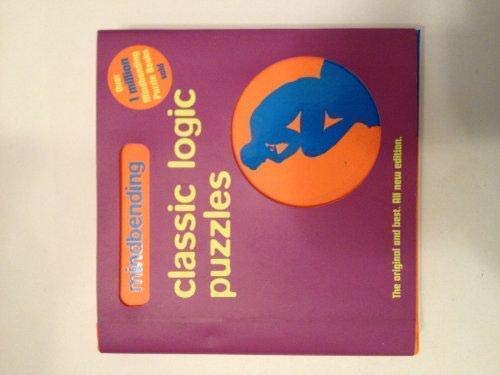 Over
1 million
Mindbending
Puzzle Books
sold
mindbending
classic logic
puzzles
The original and best. All new edition.